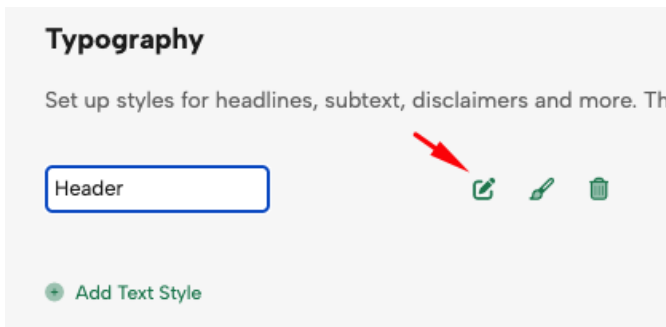 Typography
Set up styles for headlines, subtext, disclaimers and more. Th
Header
Add Text Style